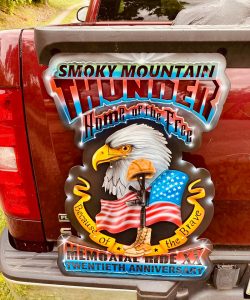 SMOKY MOUNTAIN
THUNDER
Home of the Free
Because of the Brave
MEMORIAL RIDE XX
TWENTIETH ANNIVERSARY